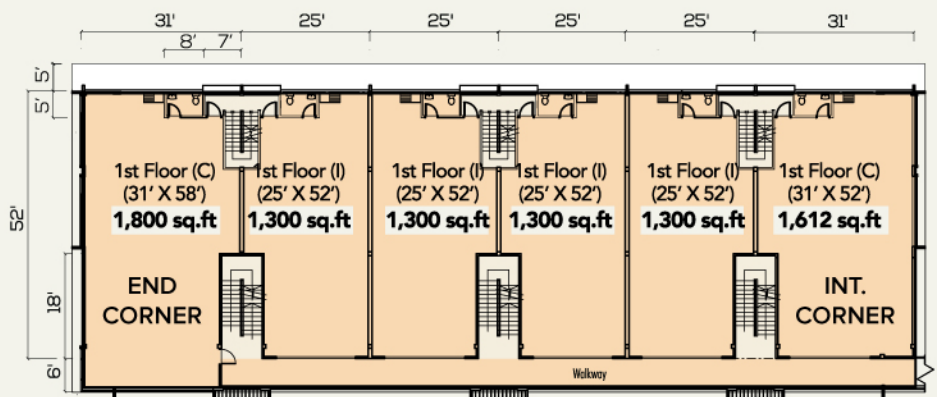 31' 25' 25' 25' 31'
8' 7'
5'
5'
52'
18'
6'
1st Floor (C)
(31' X 58')
1,800 sq.ft
1st Floor (I)
(25' X 52')
1,300 sq.ft
1st Floor (I)
(25' X 52')
1,300 sq.ft
1st Floor (I)
(25' X 52')
1,300 sq.ft
1st Floor (I)
(25' X 52')
1,300 sq.ft
1st Floor (C)
(31' X 52')
1,612 sq.ft
END
CORNER
INT.
CORNER
Walkway